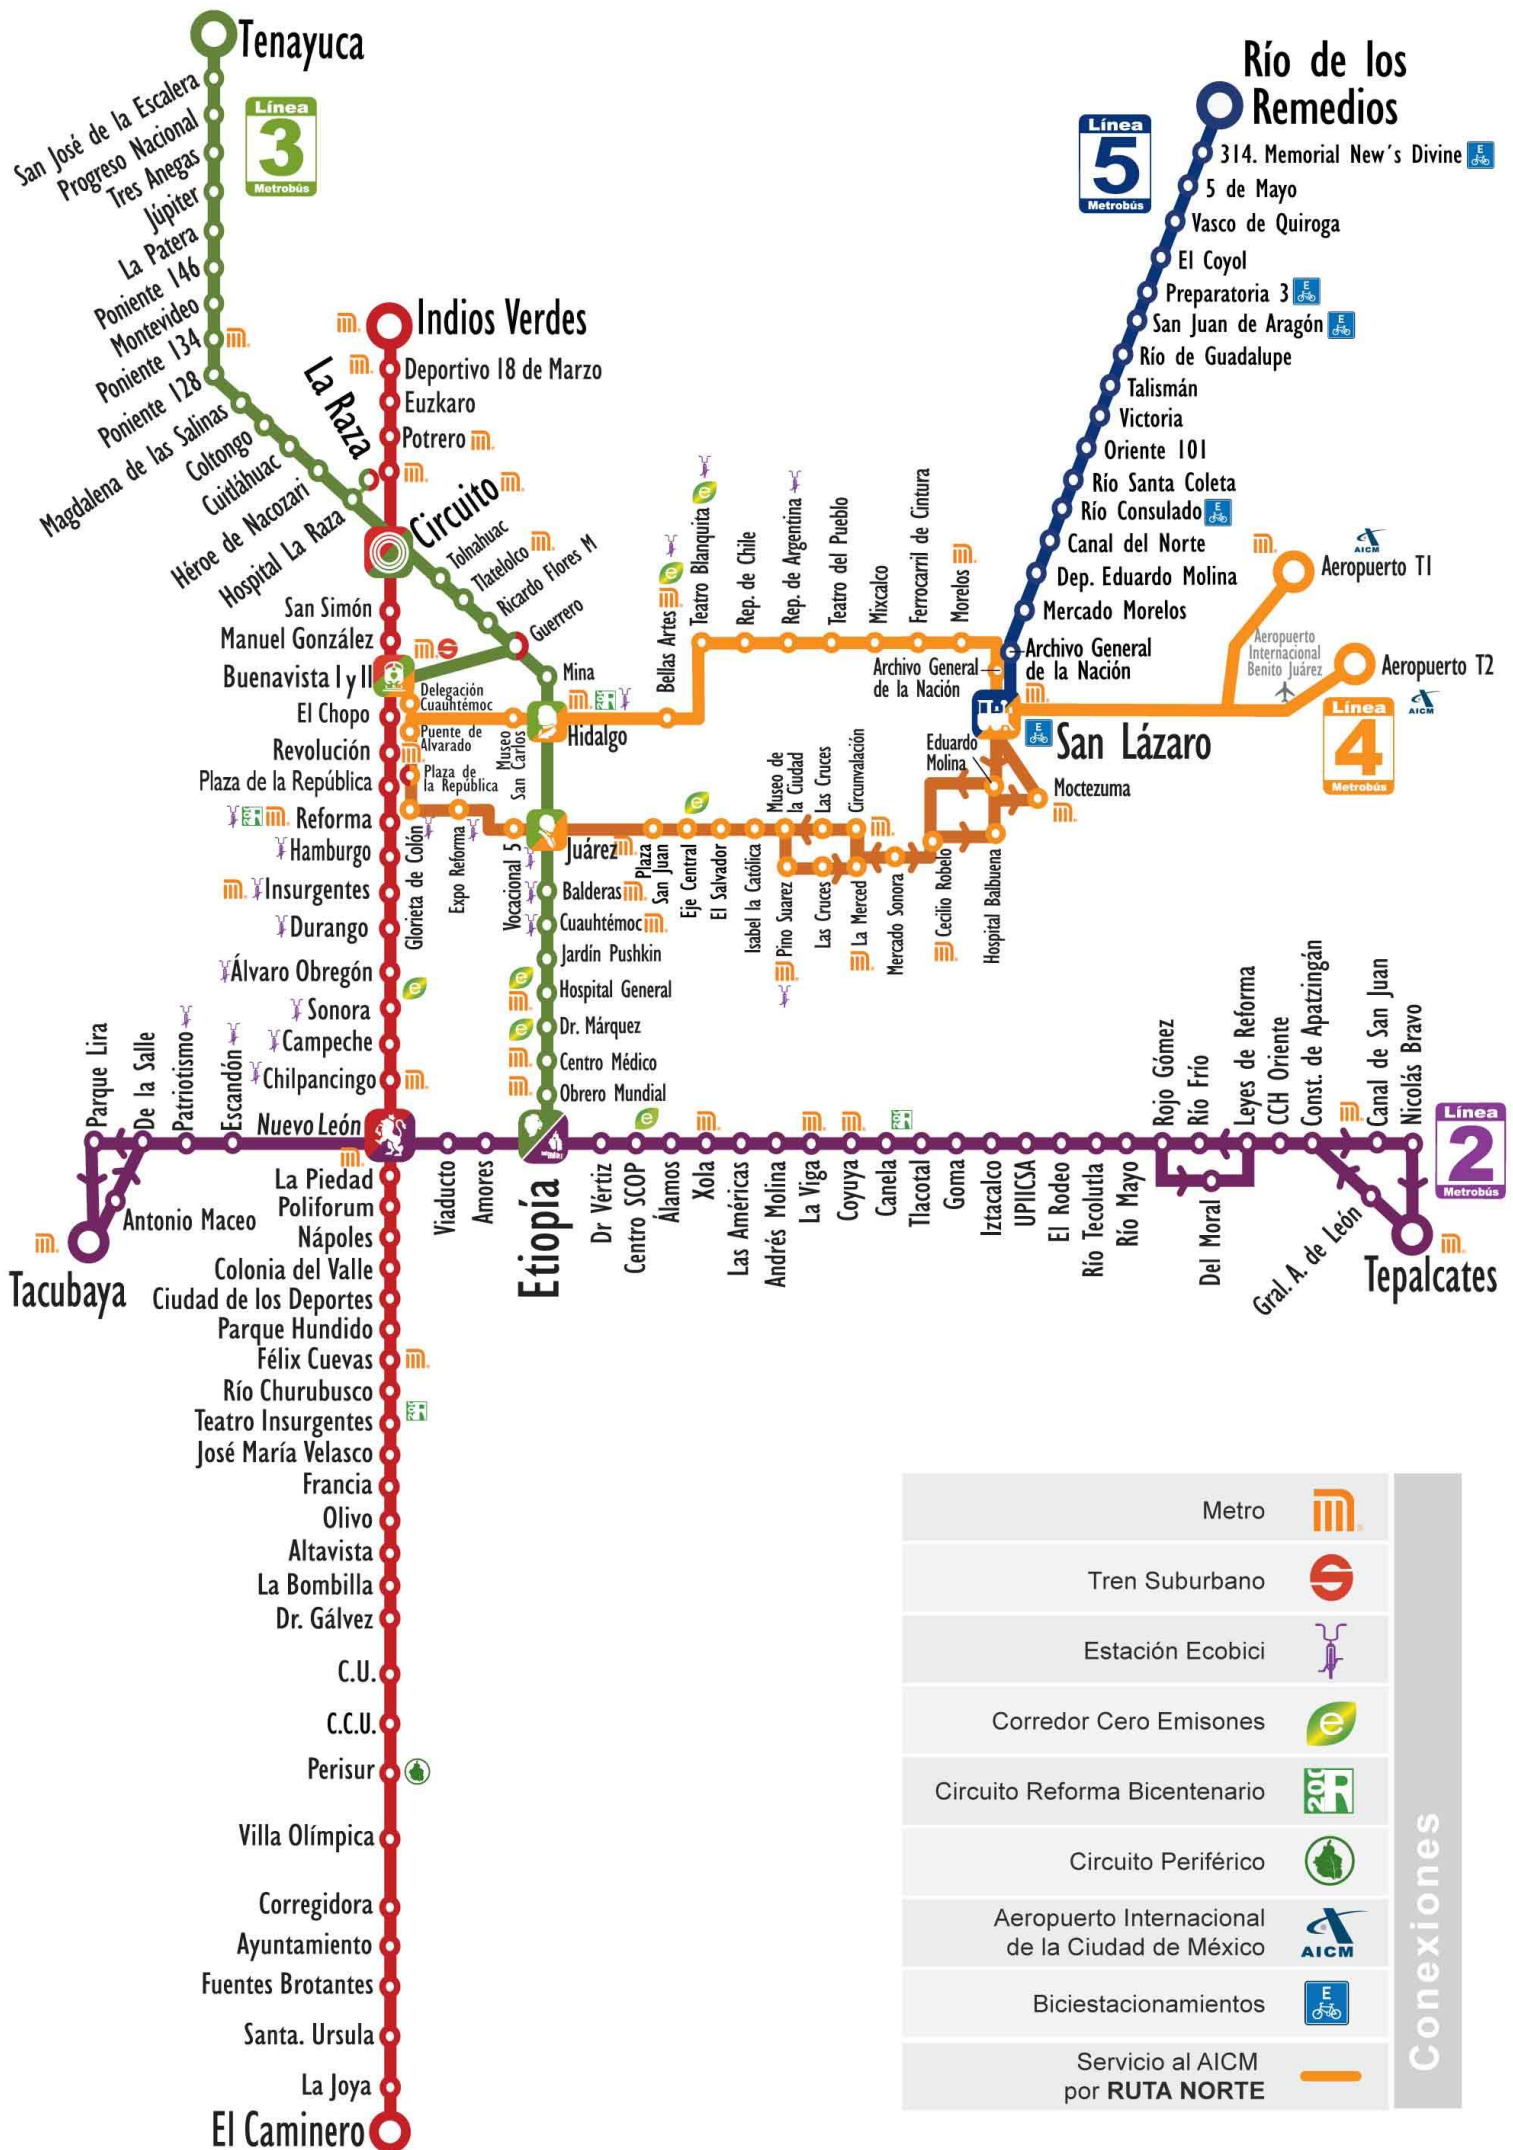 Tenayuca
San José de la Escalera
Progreso Nacional
Tres Anegas
Júpiter
La Patera
Poniente 146
Montevideo
Poniente 134
Poniente 128
Magdalena de las Salinas
Coltongo
Cuitláhuac
Héroe de Nacozari
Hospital La Raza
Línea
3
Metrobús
La Raza
Circuito
Tolnahuac
Tlatelolco
Ricardo Flores M
Guerrero
Mina
Hidalgo
Juárez
Balderas
Cuauhtémoc
Jardín Pushkin
Hospital General
Dr. Márquez
Centro Médico
Obrero Mundial
Etiopía
Indios Verdes
Deportivo 18 de Marzo
Euzkaro
Potrero
San Simón
Manuel González
Buenavista I y II
El Chopo
Revolución
Plaza de la República
Reforma
Hamburgo
Insurgentes
Durango
Álvaro Obregón
Sonora
Campeche
Chilpancingo
Nuevo León
La Piedad
Poliforum
Nápoles
Colonia del Valle
Ciudad de los Deportes
Parque Hundido
Félix Cuevas
Río Churubusco
Teatro Insurgentes
José María Velasco
Francia
Olivo
Altavista
La Bombilla
Dr. Gálvez
C.U.
C.C.U.
Perisur
Villa Olímpica
Corregidora
Ayuntamiento
Fuentes Brotantes
Santa. Ursula
La Joya
El Caminero
Delegación
Cuauhtémoc
Puente de
Alvarado
Plaza de
la República
Museo
San Carlos
Glorieta de Colón
Expo Reforma
Vocacional 5
Bellas Artes
Teatro Blanquita
Rep. de Chile
Rep. de Argentina
Teatro del Pueblo
Mixcalco
Ferrocarril de Cintura
Morelos
Archivo General
de la Nación
San Lázaro
Eduardo
Molina
Moctezuma
Plaza
San Juan
Eje Central
El Salvador
Isabel la Católica
Museo de
la Ciudad
Las Cruces
Circunvalación
Pino Suarez
Las Cruces
La Merced
Mercado Sonora
Cecilio Robelo
Hospital Balbuena
Aeropuerto T1
AICM
Aeropuerto
Internacional
Benito Juárez
Aeropuerto T2
AICM
Línea
4
Metrobús
Río de los
Remedios
Línea
5
Metrobús
314. Memorial New´s Divine
E
5 de Mayo
Vasco de Quiroga
El Coyol
Preparatoria 3
E
San Juan de Aragón
E
Río de Guadalupe
Talismán
Victoria
Oriente 101
Río Santa Coleta
Río Consulado
E
Canal del Norte
Dep. Eduardo Molina
Mercado Morelos
Archivo General
de la Nación
E
Tacubaya
Antonio Maceo
Parque Lira
De la Salle
Patriotismo
Escandón
Viaducto
Amores
Dr Vértiz
Centro SCOP
Álamos
Xola
Las Américas
Andrés Molina
La Viga
Coyuya
Canela
Tlacotal
Goma
Iztacalco
UPIICSA
El Rodeo
Río Tecolutla
Río Mayo
Rojo Gómez
Río Frío
Del Moral
Leyes de Reforma
CCH Oriente
Const. de Apatzingán
Canal de San Juan
Nicolás Bravo
Gral. A. de León
Tepalcates
Línea
2
Metrobús
Metro
Tren Suburbano
Estación Ecobici
Corredor Cero Emisones
e
Circuito Reforma Bicentenario
Circuito Periférico
Aeropuerto Internacional
de la Ciudad de México
AICM
Biciestacionamientos
E
Servicio al AICM
por RUTA NORTE
Conexiones